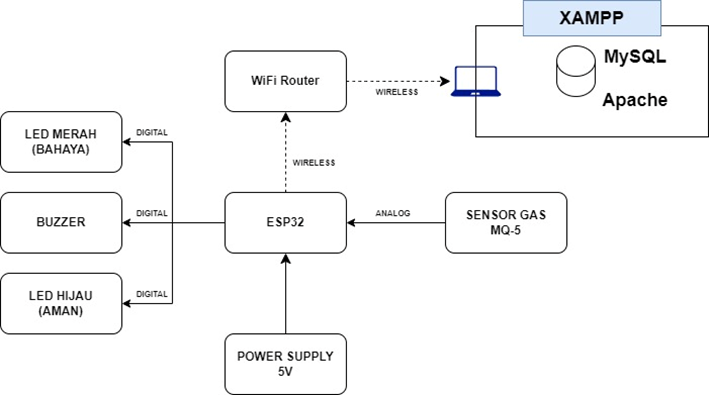 XAMPP
MySQL
Apache
WiFi Router
WIRELESS
WIRELESS
LED MERAH
(BAHAYA)
DIGITAL
BUZZER
DIGITAL
ESP32
ANALOG
SENSOR GAS
MQ-5
LED HIJAU
(AMAN)
DIGITAL
POWER SUPPLY
5V